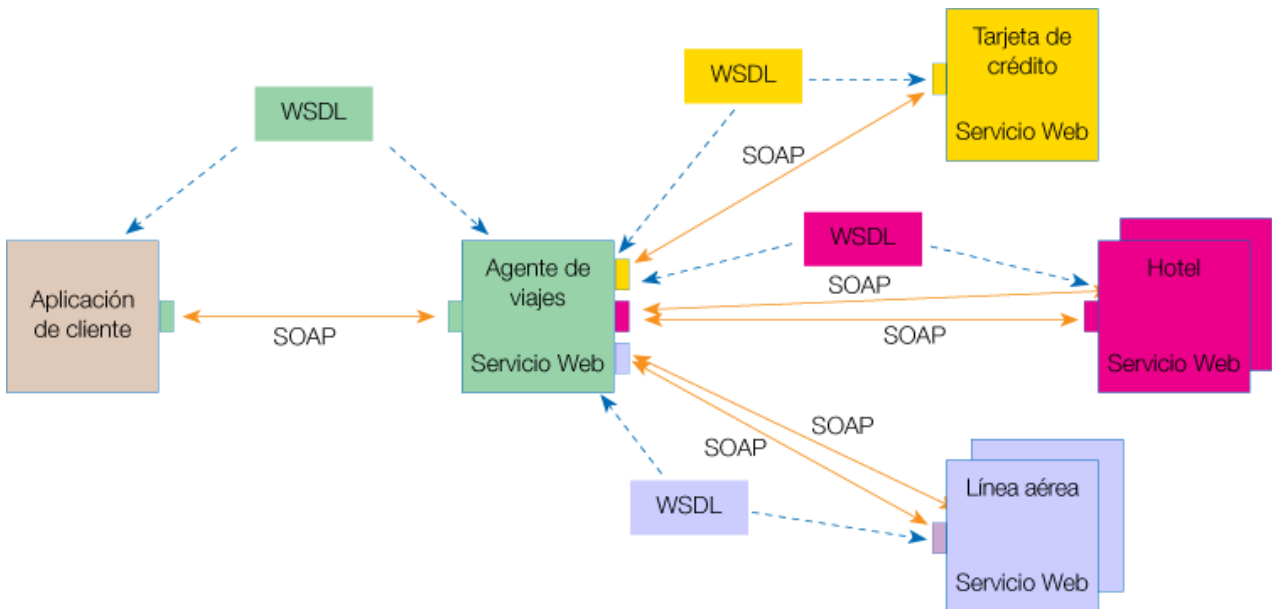 Tarjeta de
crédito
WSDL
WSDL
Servicio Web
SOAP
WSDL
Agente de
viajes
Hotel
SOAP
Aplicación
de cliente
SOAP
SOAP
Servicio Web
Servicio Web
SOAP
SOAP
Línea aérea
WSDL
Servicio Web